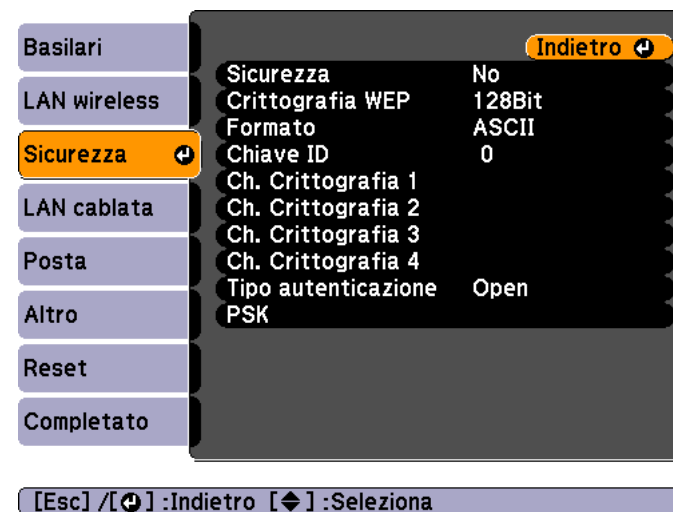 Basilari
LAN wireless
Sicurezza
LAN cablata
Posta
Altro
Reset
Completato
Indietro
Sicurezza No
Crittografia WEP 128Bit
Formato ASCII
Chiave ID 0
Ch. Crittografia 1
Ch. Crittografia 2
Ch. Crittografia 3
Ch. Crittografia 4
Tipo autenticazione Open
PSK
[Esc] /[⏎] :Indietro [◆] :Seleziona